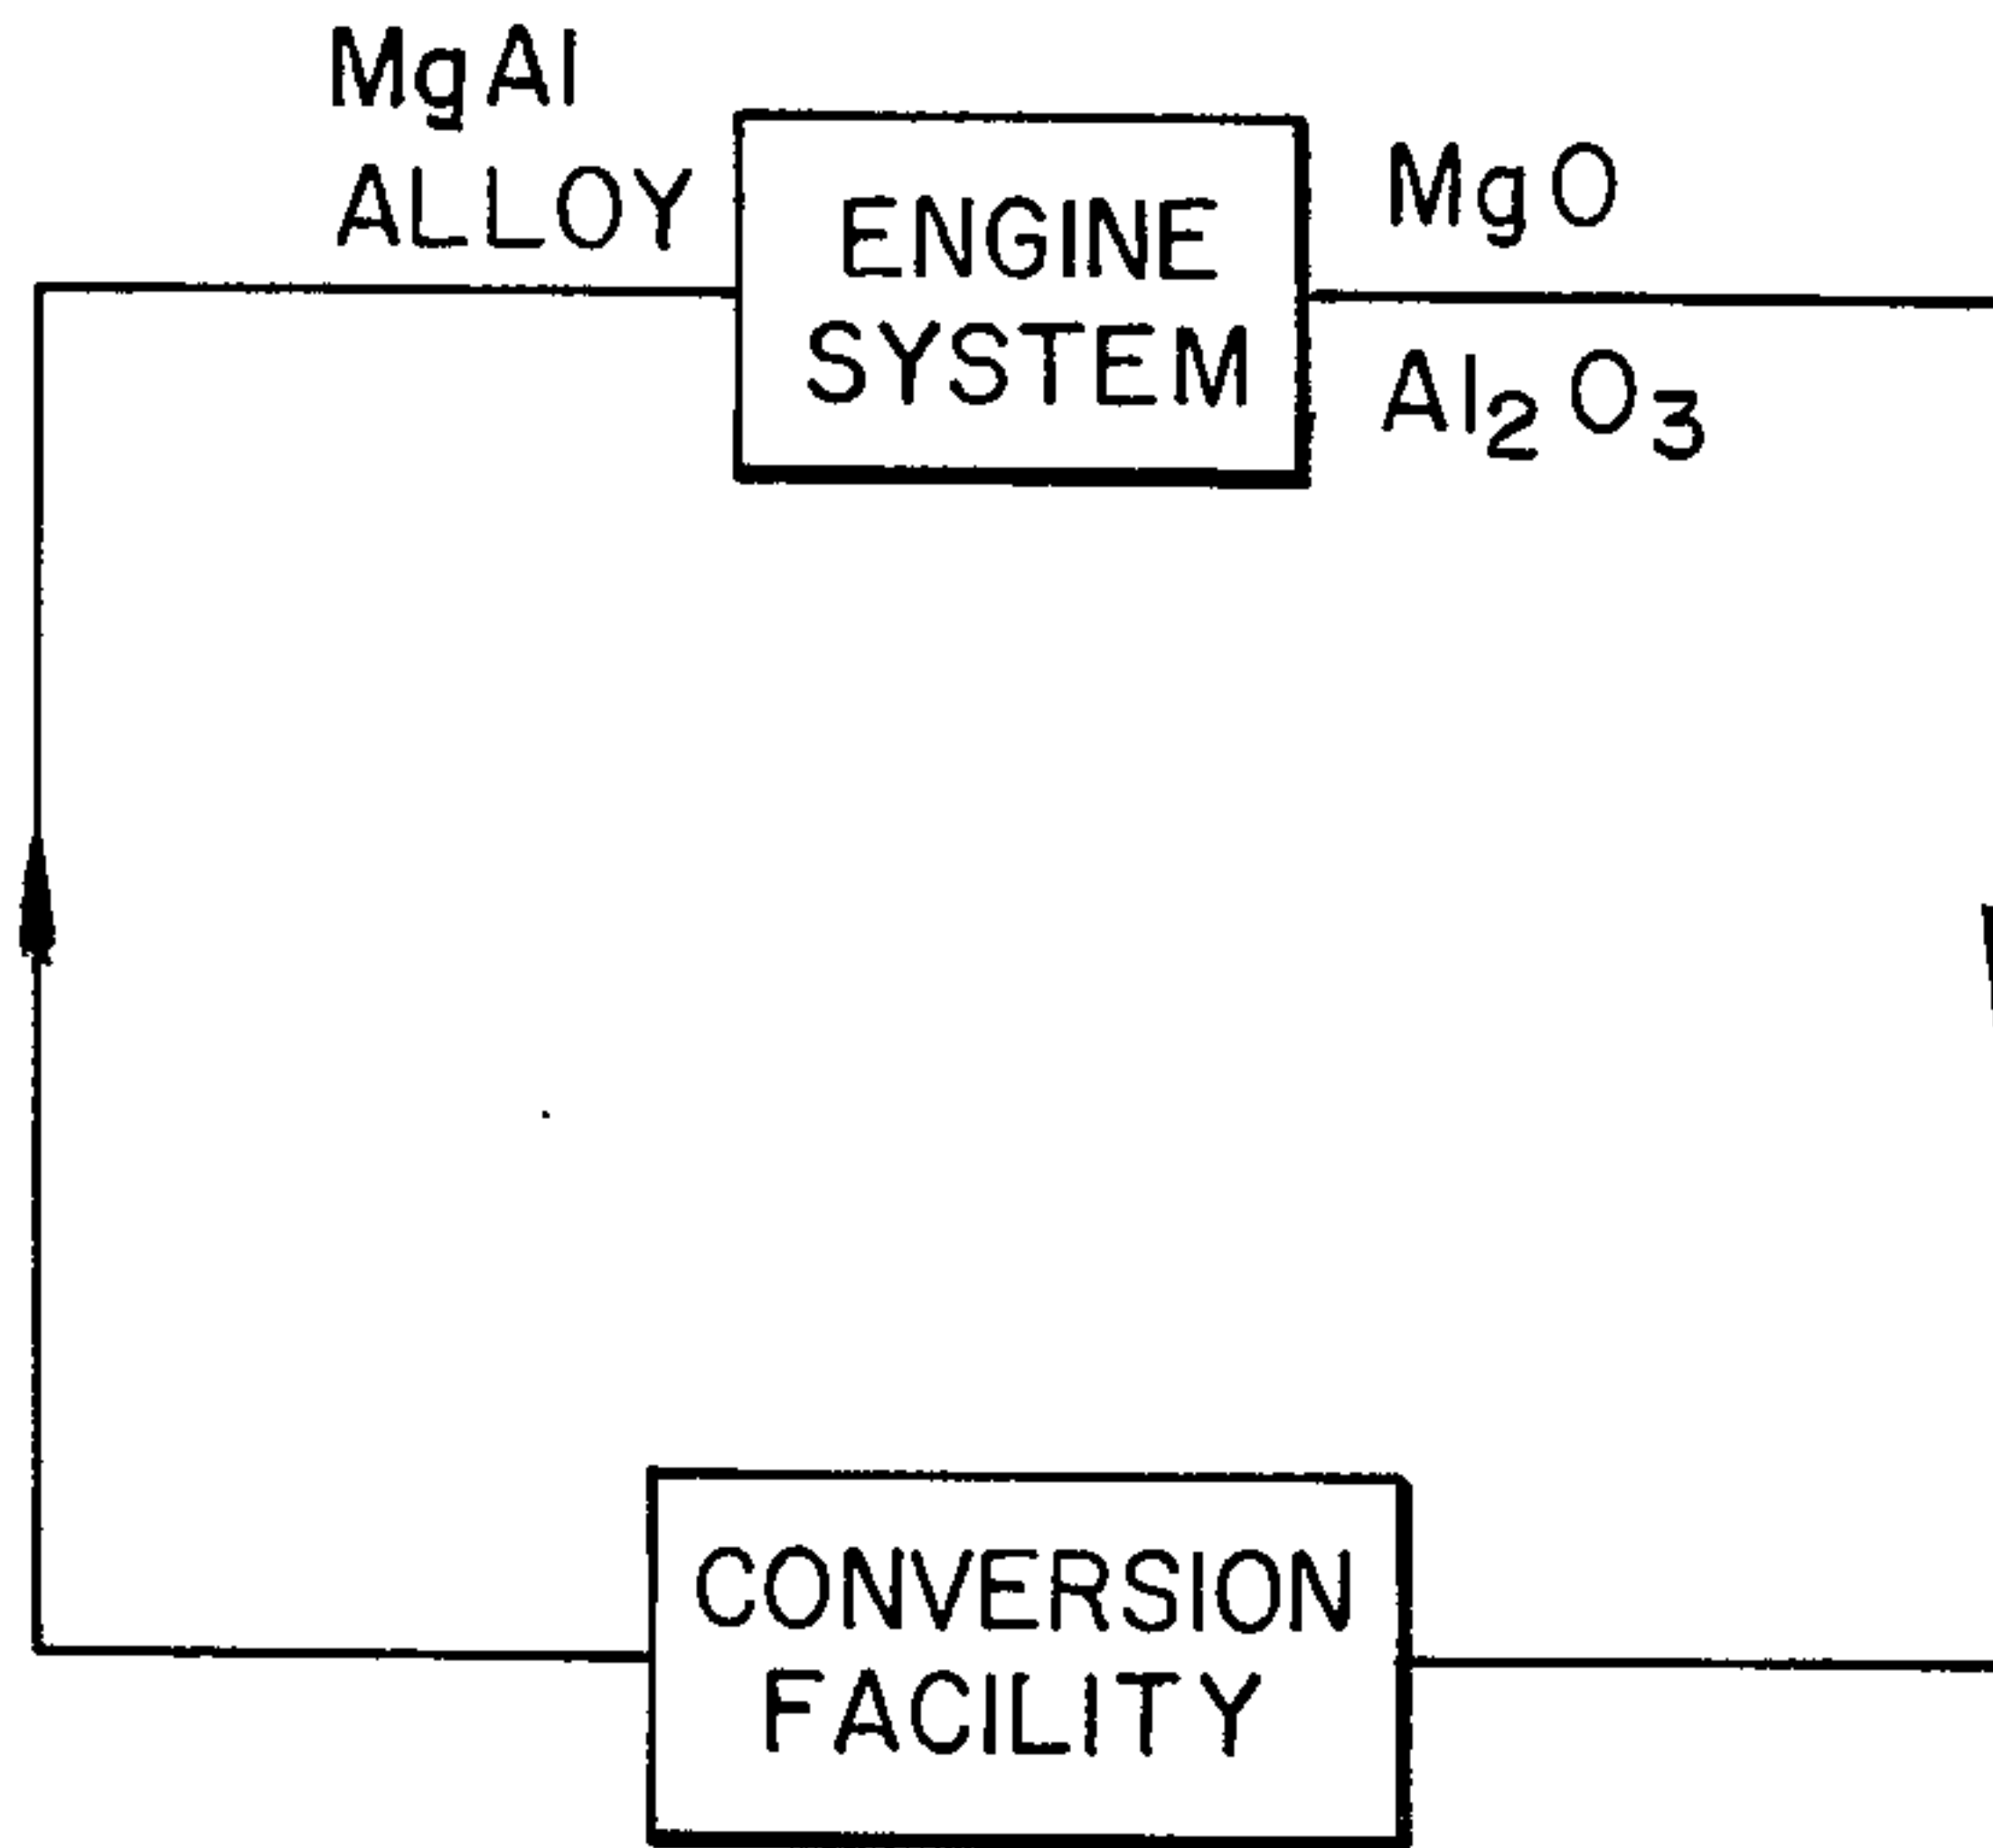 MgAl
ALLOY
ENGINE
SYSTEM
MgO
Al₂O₃
CONVERSION
FACILITY